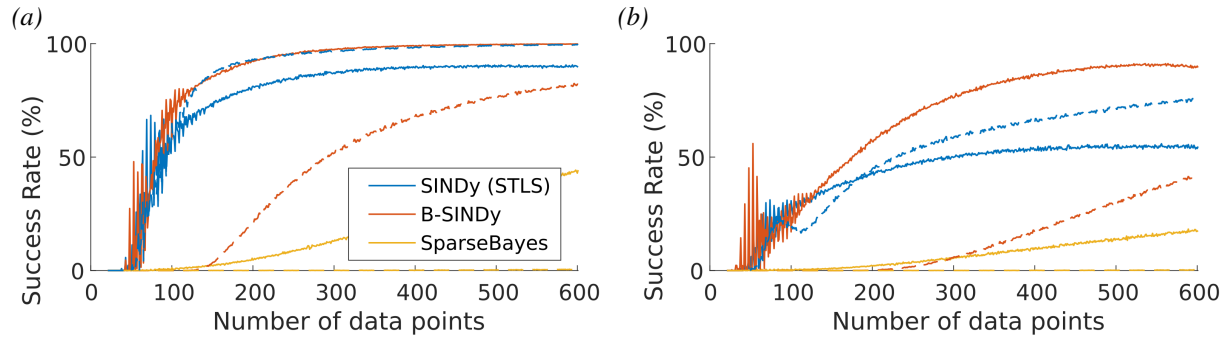 (a)
Success Rate (%)
100
50
0
0 100 200 300 400 500 600
Number of data points
SINDy (STLS)
B-SINDy
SparseBayes
(b)
Success Rate (%)
100
50
0
0 100 200 300 400 500 600
Number of data points